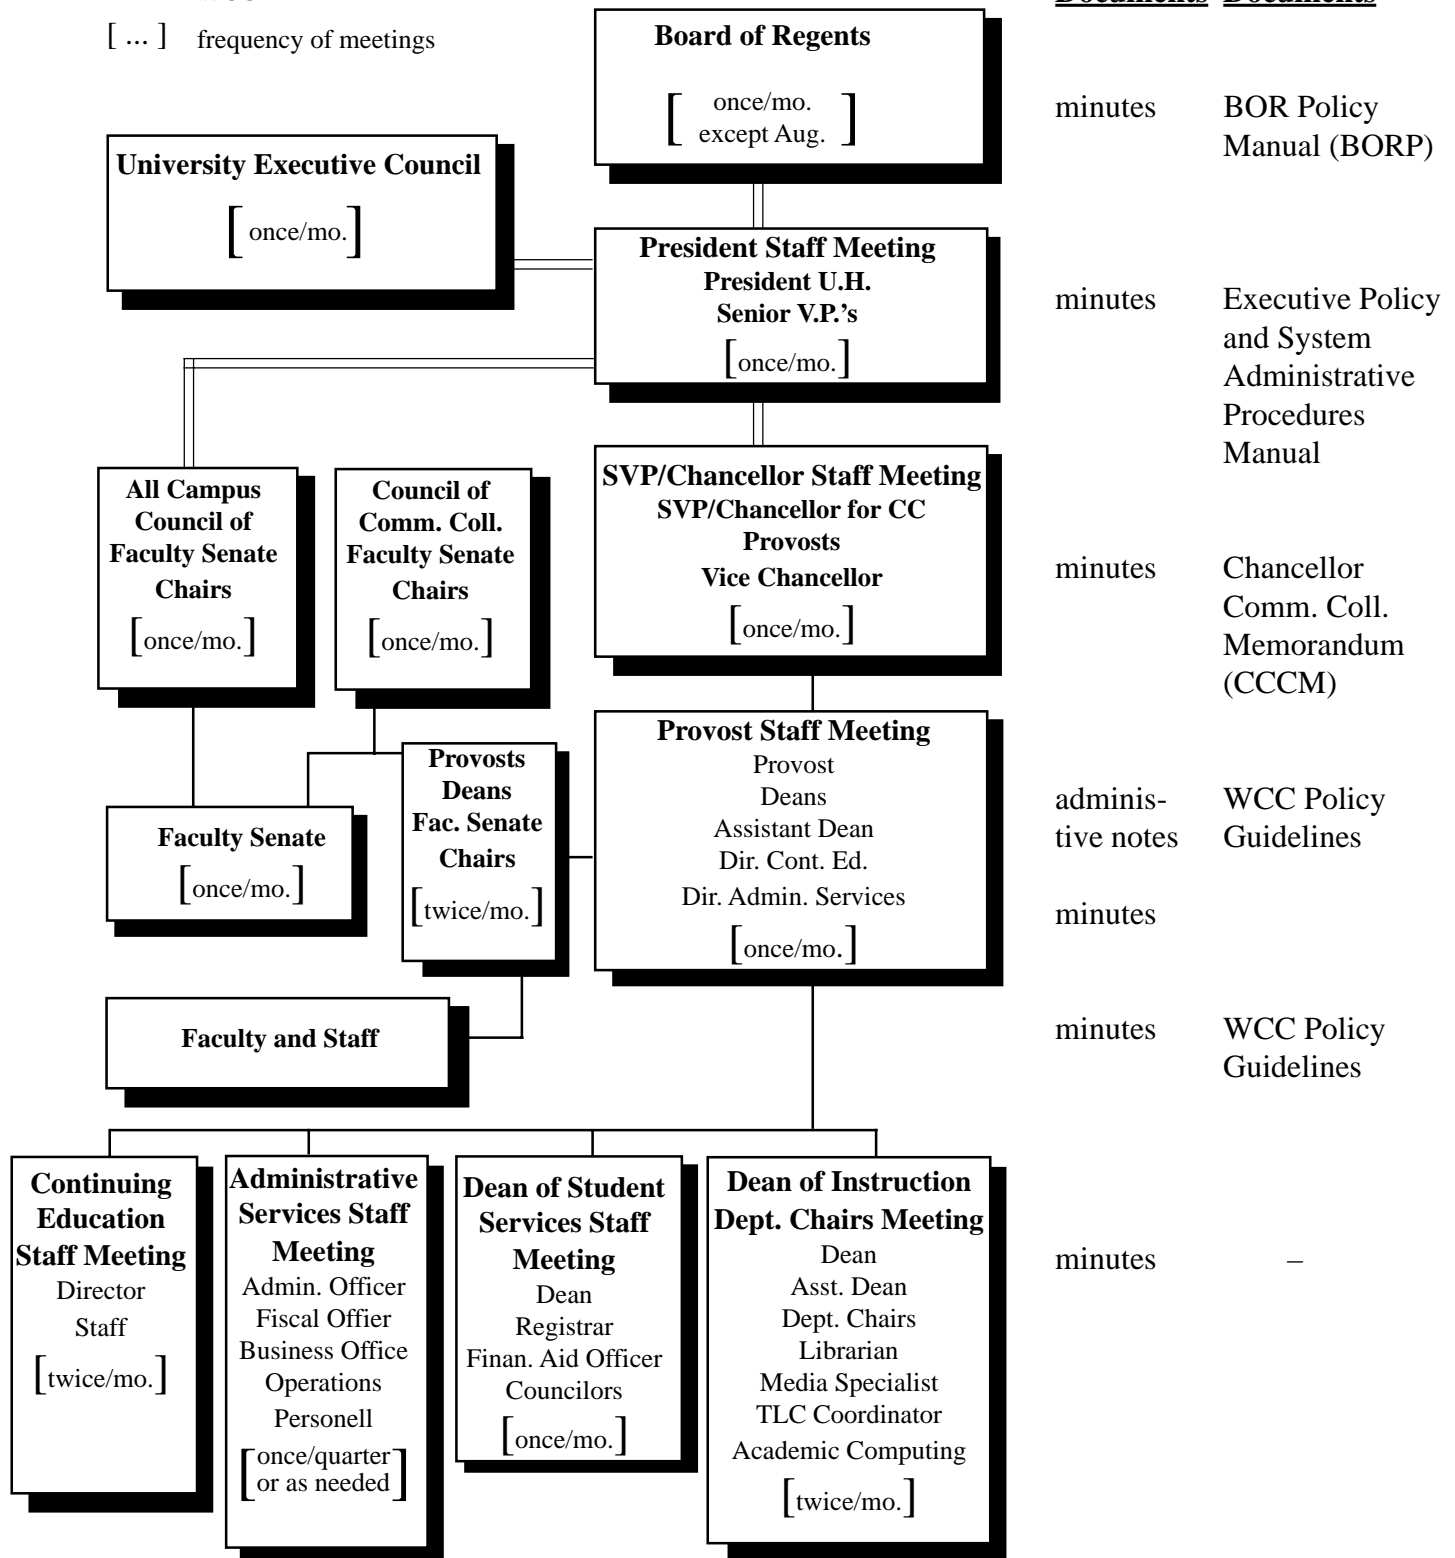 [ ... ] frequency of meetings
Documents Documents
Board of Regents
[ once/mo.
except Aug. ]
minutes
BOR Policy
Manual (BORP)
University Executive Council
[once/mo.]
President Staff Meeting
President U.H.
Senior V.P.'s
[once/mo.]
minutes
Executive Policy
and System
Administrative
Procedures
Manual
All Campus
Council of
Faculty Senate
Chairs
[once/mo.]
Council of
Comm. Coll.
Faculty Senate
Chairs
[once/mo.]
SVP/Chancellor Staff Meeting
SVP/Chancellor for CC
Provosts
Vice Chancellor
[once/mo.]
minutes
Chancellor
Comm. Coll.
Memorandum
(CCCM)
Faculty Senate
[once/mo.]
Provosts
Deans
Fac. Senate
Chairs
[twice/mo.]
Provost Staff Meeting
Provost
Deans
Assistant Dean
Dir. Cont. Ed.
Dir. Admin. Services
[once/mo.]
adminis-
tive notes
WCC Policy
Guidelines
minutes
Faculty and Staff
minutes
WCC Policy
Guidelines
Continuing
Education
Staff Meeting
Director
Staff
[twice/mo.]
Administrative
Services Staff
Meeting
Admin. Officer
Fiscal Offier
Business Office
Operations
Personell
[once/quarter
or as needed]
Dean of Student
Services Staff
Meeting
Dean
Registrar
Finan. Aid Officer
Councilors
[once/mo.]
Dean of Instruction
Dept. Chairs Meeting
Dean
Asst. Dean
Dept. Chairs
Librarian
Media Specialist
TLC Coordinator
Academic Computing
[twice/mo.]
minutes
–